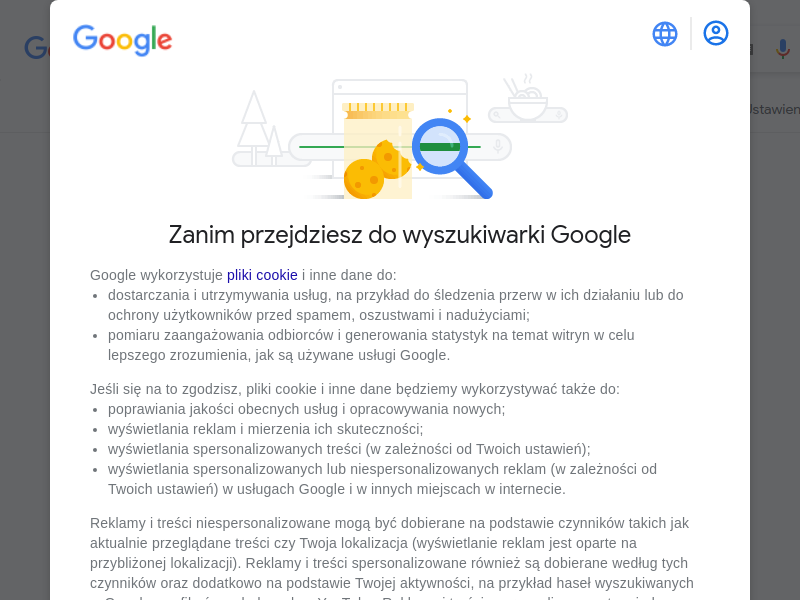 Google
Zanim przejdziesz do wyszukiwarki Google
Google wykorzystuje pliki cookie i inne dane do:
dostarczania i utrzymywania usług, na przykład do śledzenia przerw w ich działaniu lub do
ochrony użytkowników przed spamem, oszustwami i nadużyciami;
pomiaru zaangażowania odbiorców i generowania statystyk na temat witryn w celu
lepszego zrozumienia, jak są używane usługi Google.
Jeśli się na to zgodzisz, pliki cookie i inne dane będziemy wykorzystywać także do:
poprawiania jakości obecnych usług i opracowywania nowych;
wyświetlania reklam i mierzenia ich skuteczności;
wyświetlania spersonalizowanych treści (w zależności od Twoich ustawień);
wyświetlania spersonalizowanych lub niespersonalizowanych reklam (w zależności od
Twoich ustawień) w usługach Google i w innych miejscach w internecie.
Reklamy i treści niespersonalizowane mogą być dobierane na podstawie czynników takich jak
aktualnie przeglądane treści czy Twoja lokalizacja (wyświetlanie reklam jest oparte na
przybliżonej lokalizacji). Reklamy i treści spersonalizowane również są dobierane według tych
czynników oraz dodatkowo na podstawie Twojej aktywności, na przykład haseł wyszukiwanych